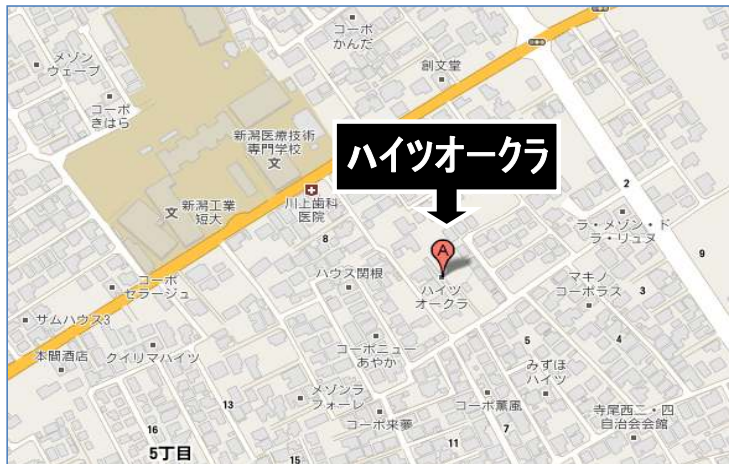 コーポ
かんだ
メゾン
ウェーブ
創文堂
コーポ
きはら
新潟医療技術
専門学校
文
ハイツオークラ
新潟工業
短大
文
川上歯科
医院
2
ラ・メゾン・ド
ラ・リュヌ
8
9
A
ハウス関根
ハイツ
オークラ
マキノ
コーポラス
3
コーポ
セラージュ
サムハウス3
4
本間酒店
クイリマハイツ
コーポニュー
あやか
5
みずほ
ハイツ
メゾンラ
フォーレ
13
コーポ来夢
コーポ薫風
寺尾西二・四
自治会会館
16
7
11
5丁目
15